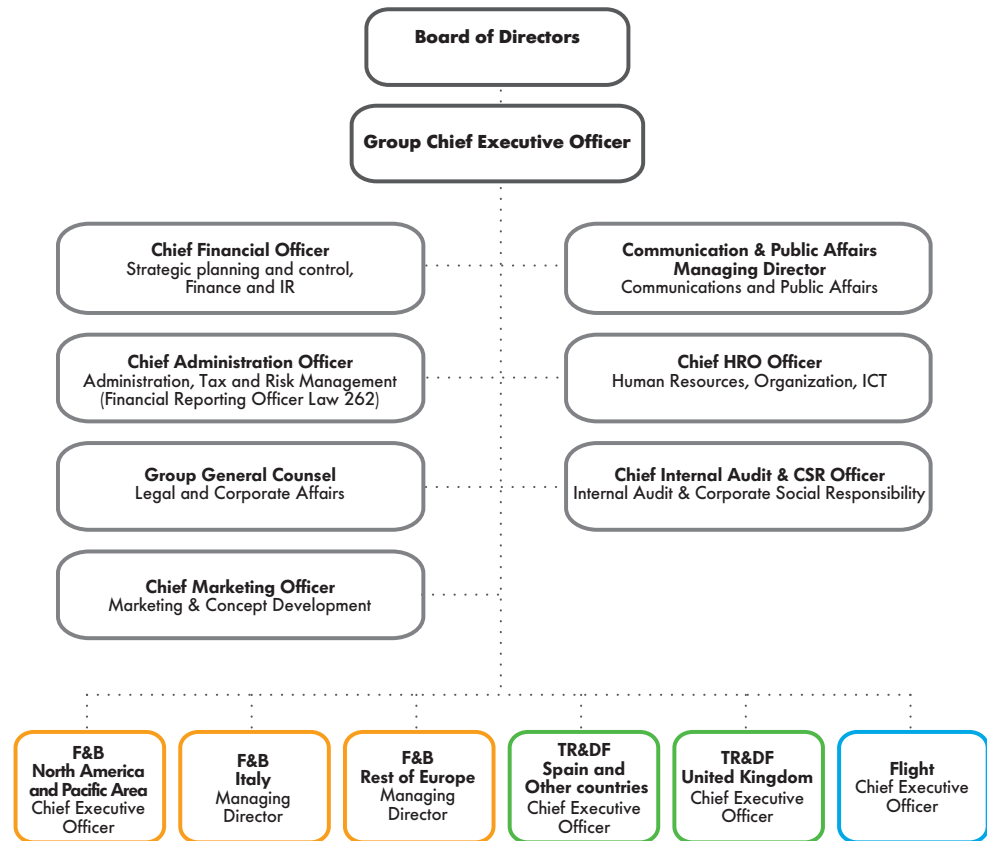 Board of Directors
Group Chief Executive Officer
Chief Financial Officer
Strategic planning and control,
Finance and IR
Communication & Public Affairs
Managing Director
Communications and Public Affairs
Chief Administration Officer
Administration, Tax and Risk Management
(Financial Reporting Officer Law 262)
Chief HRO Officer
Human Resources, Organization, ICT
Group General Counsel
Legal and Corporate Affairs
Chief Internal Audit & CSR Officer
Internal Audit & Corporate Social Responsibility
Chief Marketing Officer
Marketing & Concept Development
F&B
North America
and Pacific Area
Chief Executive
Officer
F&B
Italy
Managing
Director
F&B
Rest of Europe
Managing
Director
TR&DF
Spain and
Other countries
Chief Executive
Officer
TR&DF
United Kingdom
Chief Executive
Officer
Flight
Chief Executive
Officer